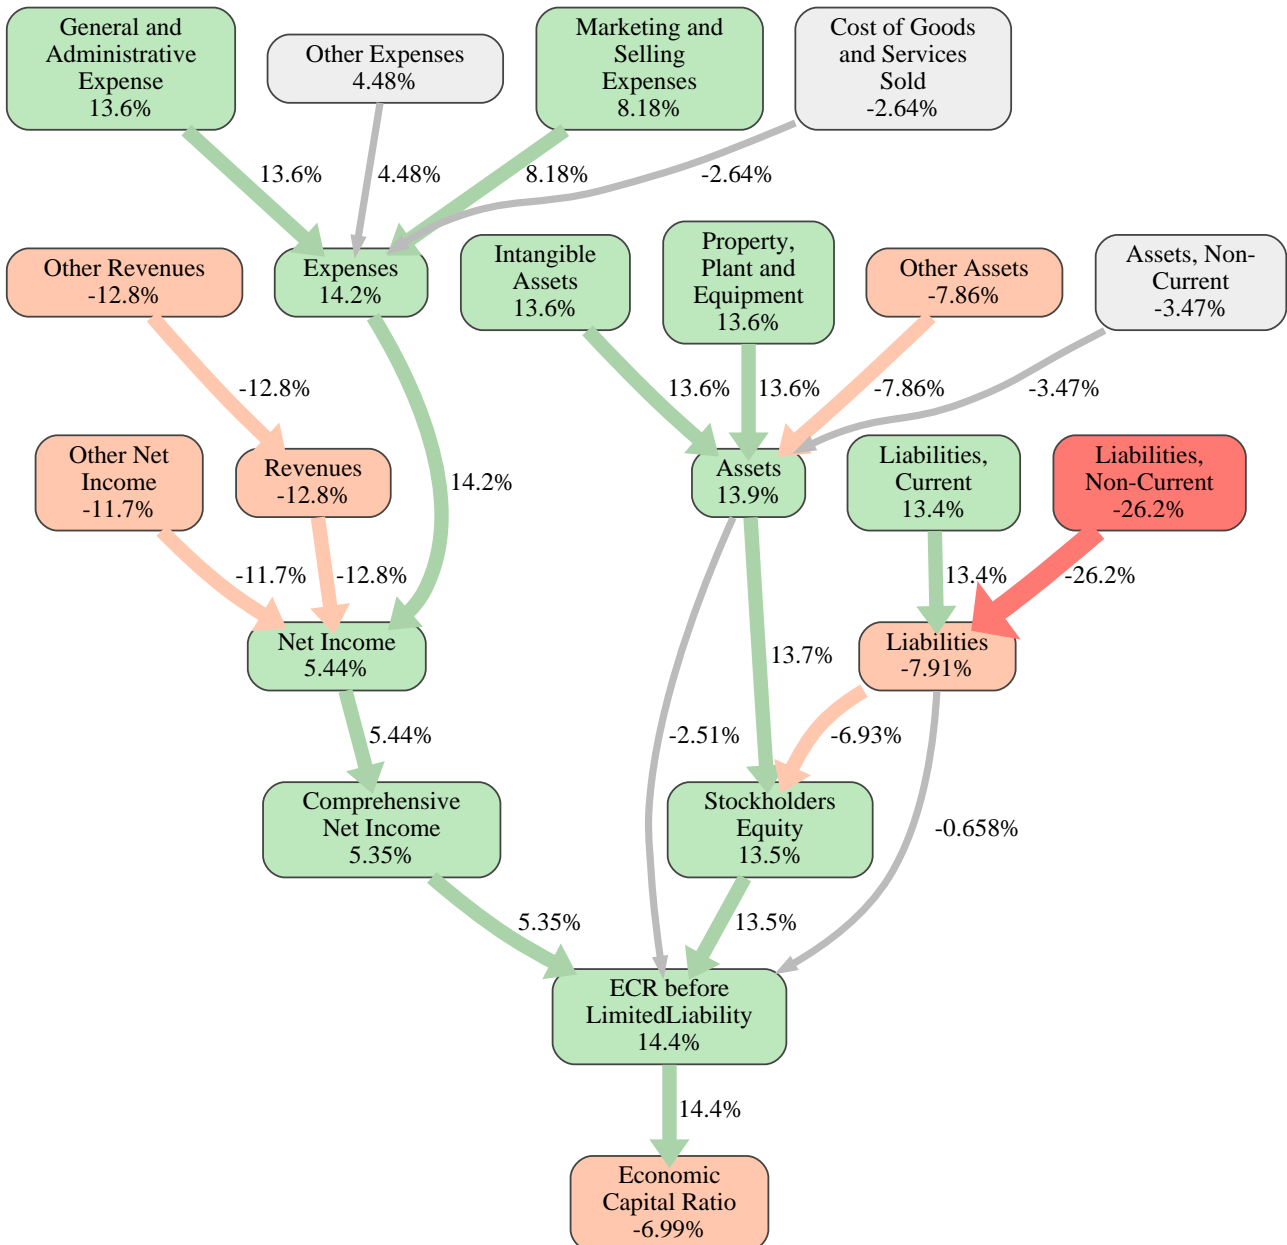 General and
Administrative
Expense
13.6%
Other Expenses
4.48%
Marketing and
Selling
Expenses
8.18%
Cost of Goods
and Services
Sold
-2.64%
13.6%
4.48%
8.18%
-2.64%
Other Revenues
-12.8%
Expenses
14.2%
Intangible
Assets
13.6%
Property,
Plant and
Equipment
13.6%
Other Assets
-7.86%
Assets, Non-
Current
-3.47%
-12.8%
13.6%
13.6%
-7.86%
-3.47%
Other Net
Income
-11.7%
Revenues
-12.8%
14.2%
Assets
13.9%
Liabilities,
Current
13.4%
Liabilities,
Non-Current
-26.2%
-11.7%
-12.8%
13.4%
-26.2%
Net Income
5.44%
13.7%
Liabilities
-7.91%
5.44%
-2.51%
-6.93%
Comprehensive
Net Income
5.35%
Stockholders
Equity
13.5%
-0.658%
5.35%
13.5%
ECR before
LimitedLiability
14.4%
14.4%
Economic
Capital Ratio
-6.99%